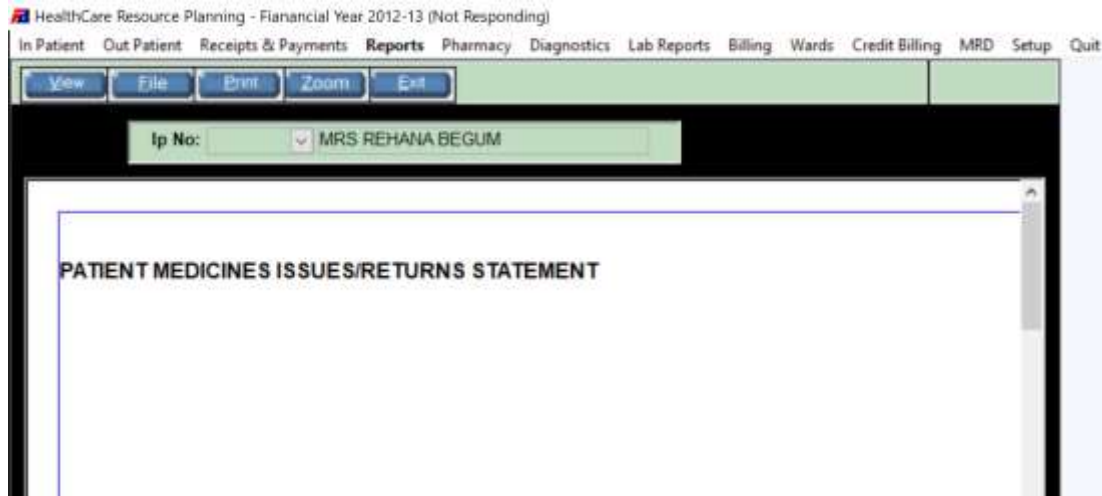 HealthCare Resource Planning - Fianancial Year 2012-13 (Not Responding)
In Patient Out Patient Receipts & Payments Reports Pharmacy Diagnostics Lab Reports Billing Wards Credit Billing MRD Setup Quit
View File Print Zoom Exit
Ip No: MRS REHANA BEGUM
PATIENT MEDICINES ISSUES/RETURNS STATEMENT